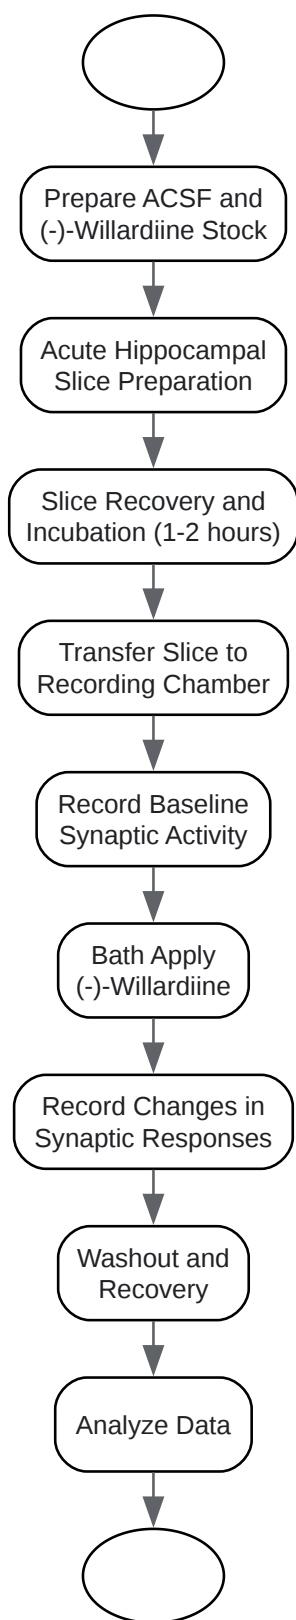 Prepare ACSF and
(-)-Willardiine Stock
Acute Hippocampal
Slice Preparation
Slice Recovery and
Incubation (1-2 hours)
Transfer Slice to
Recording Chamber
Record Baseline
Synaptic Activity
Bath Apply
(-)-Willardiine
Record Changes in
Synaptic Responses
Washout and
Recovery
Analyze Data